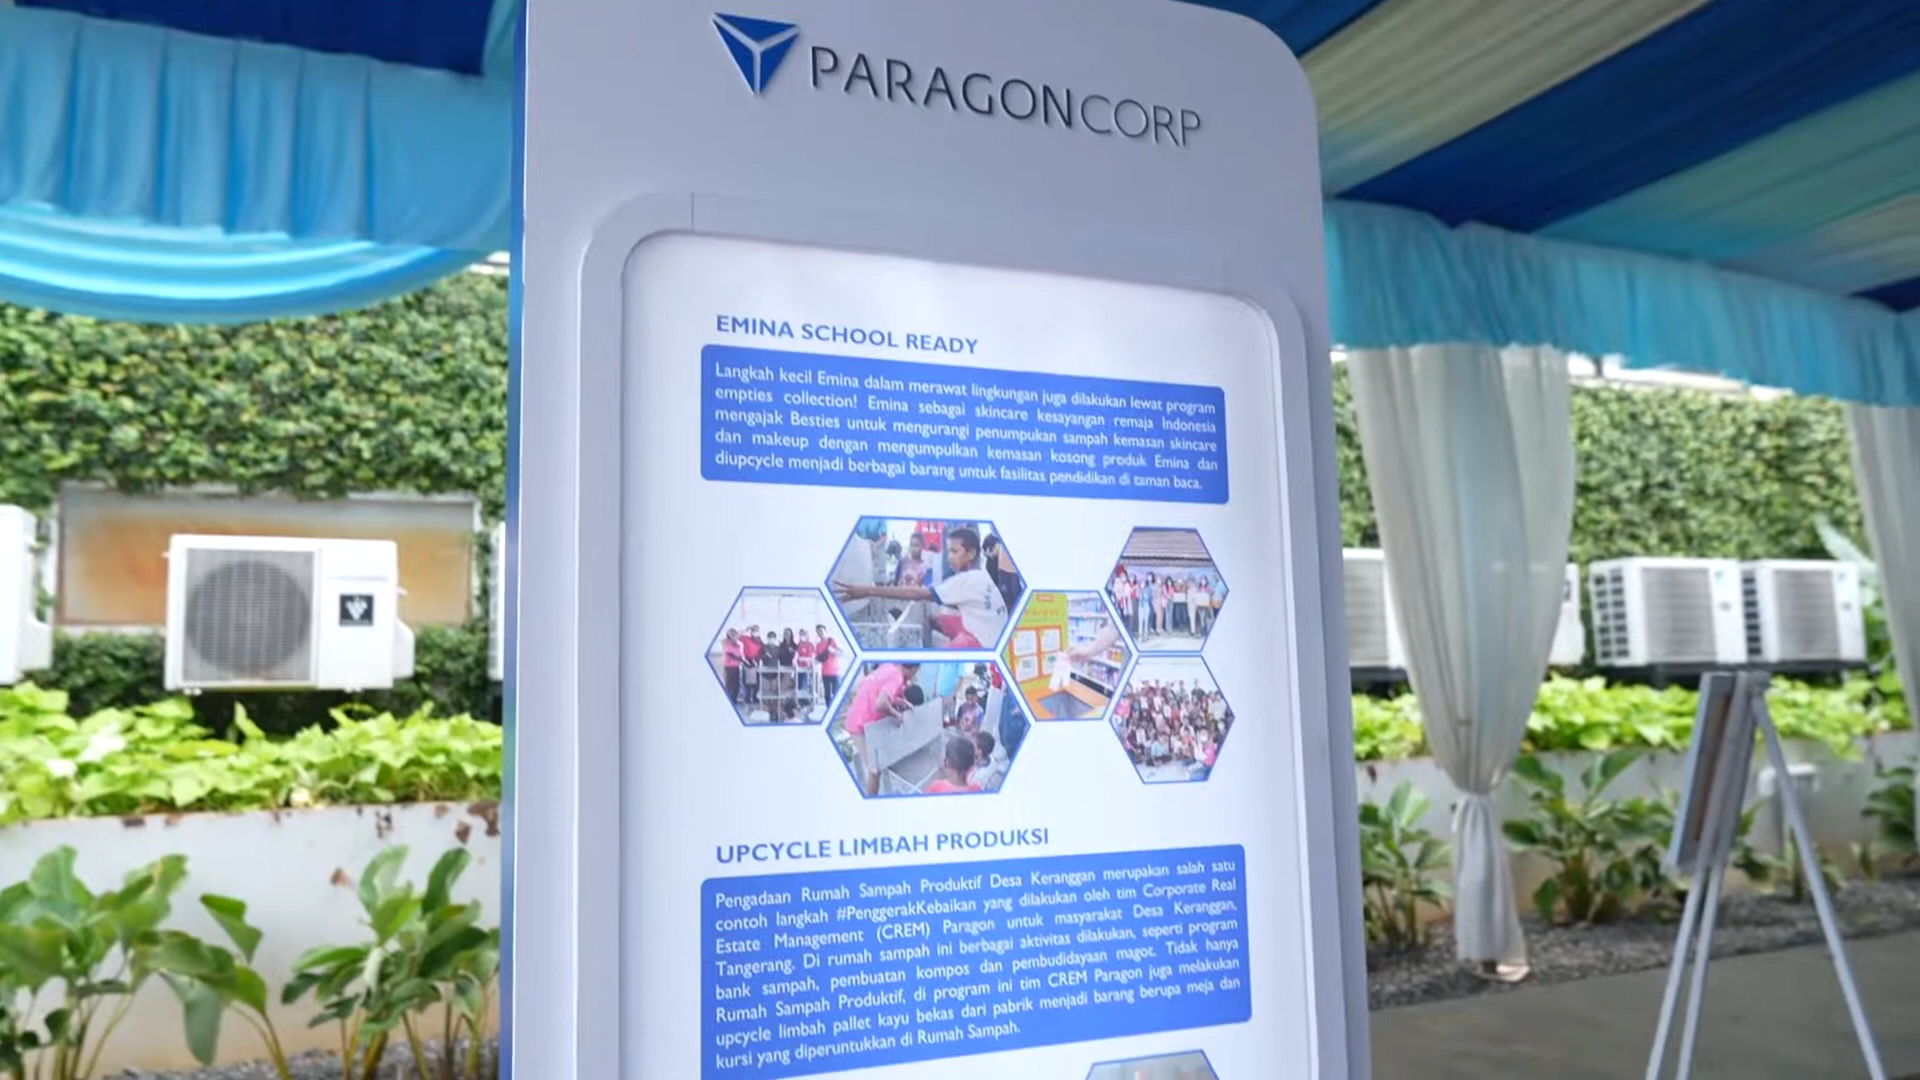 PARAGONCORP
EMINA SCHOOL READY
Langkah kecil Emina dalam merawat lingkungan juga dilakukan lewat program
empties collection! Emina sebagai skincare kesayangan remaja Indonesia
mengajak Besties untuk mengurangi penumpukan sampah kemasan skincare
dan makeup dengan mengumpulkan kemasan kosong produk Emina dan
diupcycle menjadi berbagai barang untuk fasilitas pendidikan di taman baca.
UPCYCLE LIMBAH PRODUKSI
Pengadaan Rumah Sampah Produktif Desa Keranggan merupakan salah satu
contoh langkah #PenggerakKebaikan yang dilakukan oleh tim Corporate Real
Estate Management (CREM) Paragon untuk masyarakat Desa Keranggan,
Tangerang. Di rumah sampah ini berbagai aktivitas dilakukan, seperti program
bank sampah, pembuatan kompos dan pembudidayaan magot. Tidak hanya
Rumah Sampah Produktif, di program ini tim CREM Paragon juga melakukan
upcycle limbah pallet kayu bekas dari pabrik menjadi barang berupa meja dan
kursi yang diperuntukkan di Rumah Sampah.